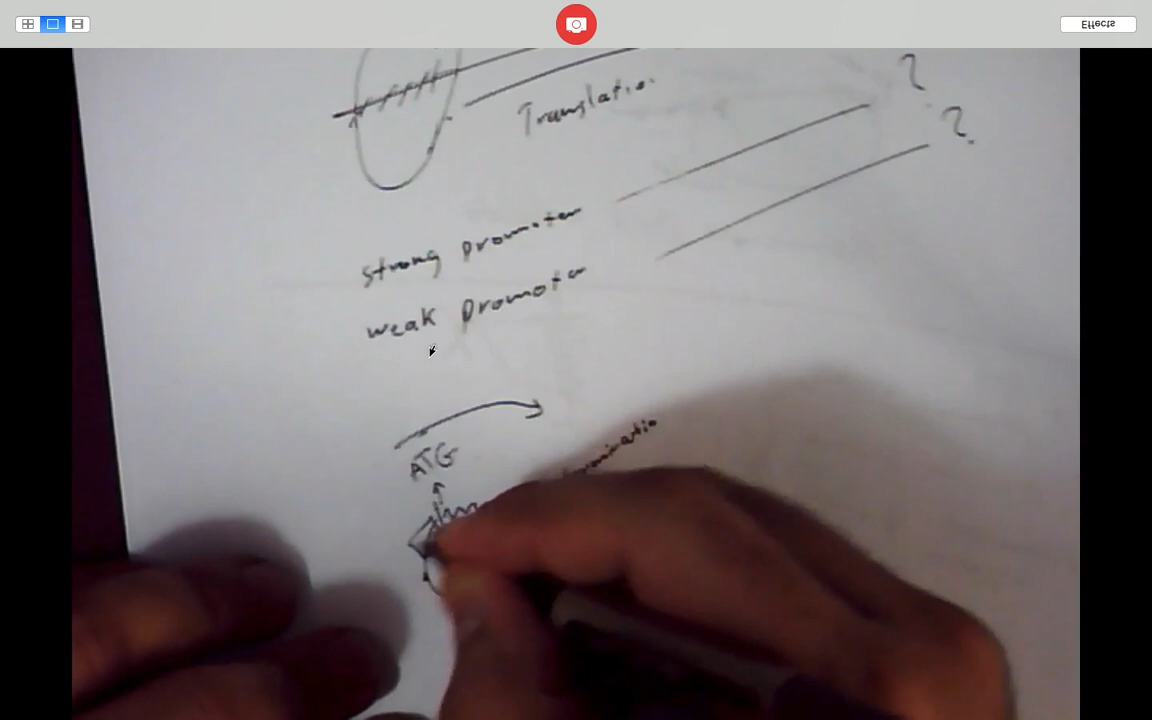 Effects
Translatio.
?
?
strong promoter
weak promoter
ATG